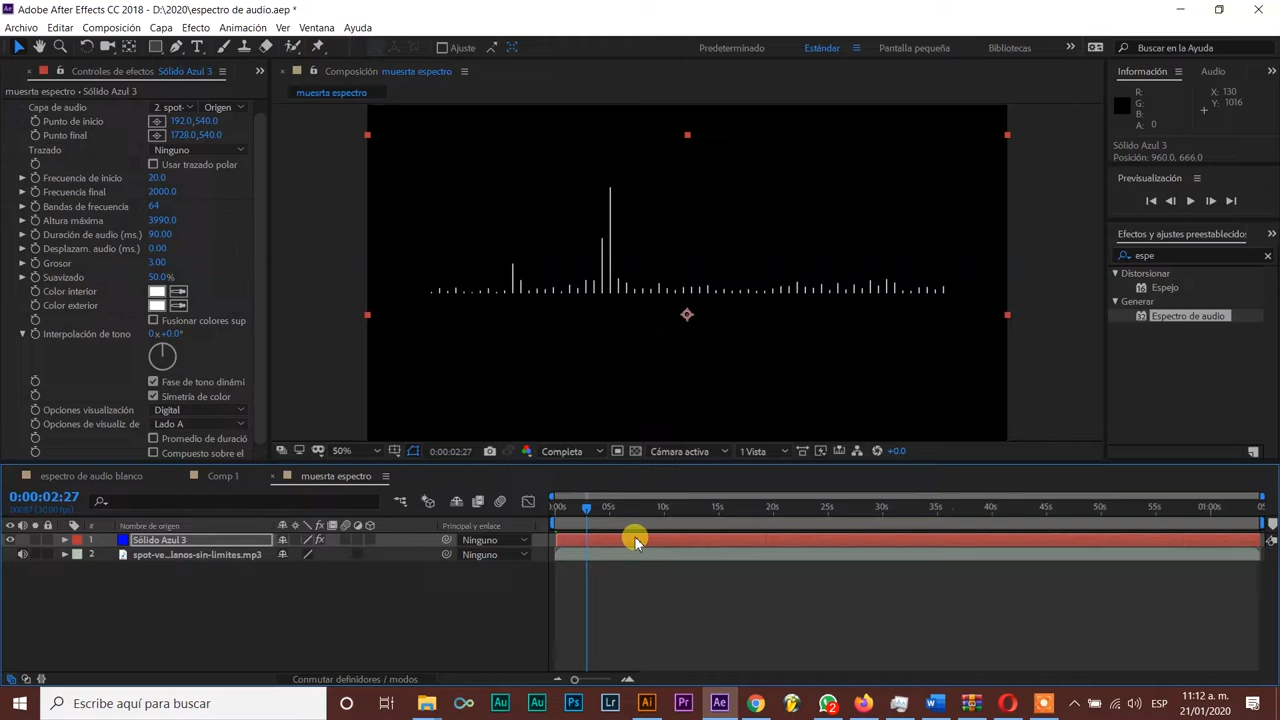 Adobe After Effects CC 2018 - D:\2020\espectro de audio.aep *
Archivo Editar Composición Capa Efecto Animación Ver Ventana Ayuda
Ajuste Predeterminado Estándar Pantalla pequeña Bibliotecas Buscar en la Ayuda
Controles de efectos Sólido Azul 3
Composición muesrta espectro
Información Audio
muesrta espectro • Sólido Azul 3
muesrta espectro
Capa de audio 2. spot- Origen
Punto de inicio 192.0,540.0
Punto final 1728.0,540.0
Trazado Ninguno
Usar trazado polar
Frecuencia de inicio 20.0
Frecuencia final 2000.0
Bandas de frecuencia 64
Altura máxima 3990.0
Duración de audio (ms.) 90.00
Desplazam. audio (ms.) 0.00
Grosor 3.00
Suavizado 50.0%
Color interior
Color exterior
Fusionar colores sup
Interpolación de tono 0x+0.0°
Fase de tono dinámi
Simetría de color
Opciones visualización Digital
Opciones de visualiz. de Lado A
Promedio de duració
Compuesto sobre el
R:
G:
B:
A: 0
X: 130
Y: 1016
Sólido Azul 3
Posición: 960.0, 666.0
Previsualización
Efectos y ajustes preestablecido
espe
Distorsionar
Espejo
Generar
Espectro de audio
50% 0:00:02:27 Completa Cámara activa 1 Vista +0.0
espectro de audio blanco Comp 1 muesrta espectro
0:00:02:27
00087 (30.00 fps)
:00s 05s 10s 15s 20s 25s 30s 35s 40s 45s 50s 55s 01:00s 05
# Nombre de origen Principal y enlace
1 Sólido Azul 3 Ninguno
2 spot-ve...lanos-sin-limites.mp3 Ninguno
Conmutar definidores / modos
Escribe aquí para buscar
ESP
11:12 a. m.
21/01/2020